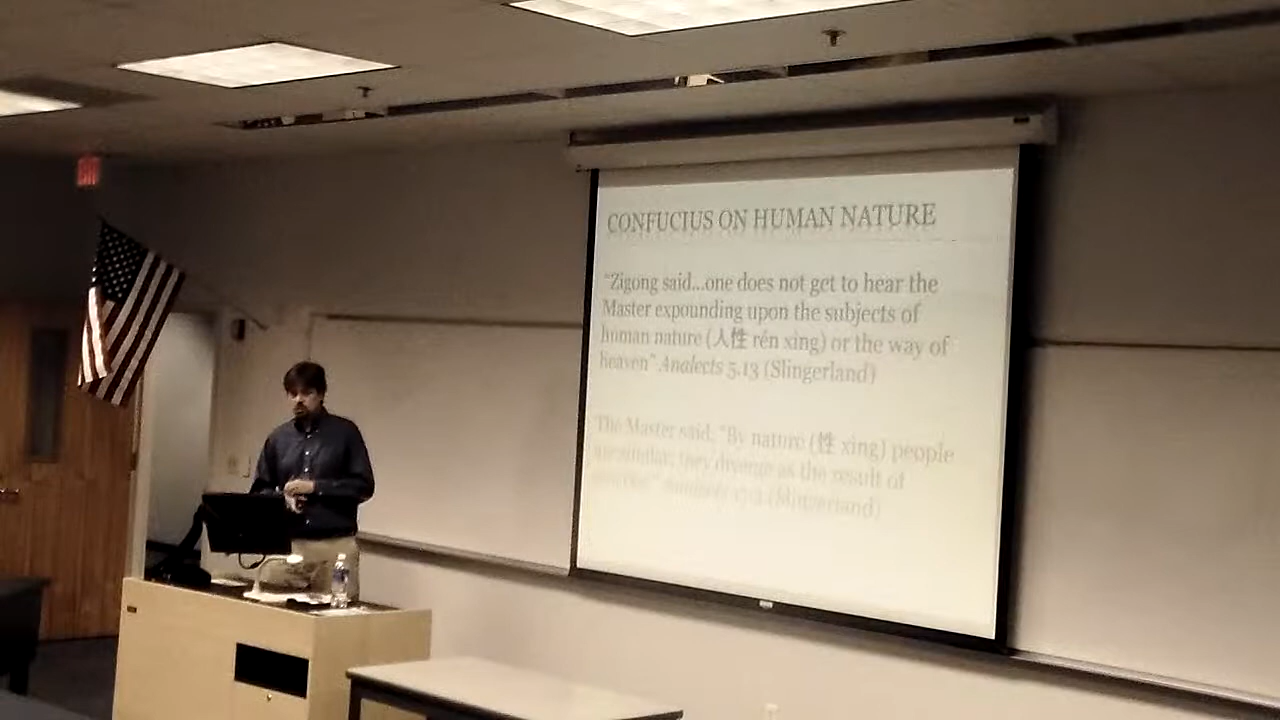 CONFUCIUS ON HUMAN NATURE
"Zigong said...one does not get to hear the
Master expounding upon the subjects of
human nature (人性 rén xìng) or the way of
heaven" Analects 5.13 (Slingerland)
The Master said, "By nature (性 xìng) people
are similar; they diverge as the result of
(Slingerland)